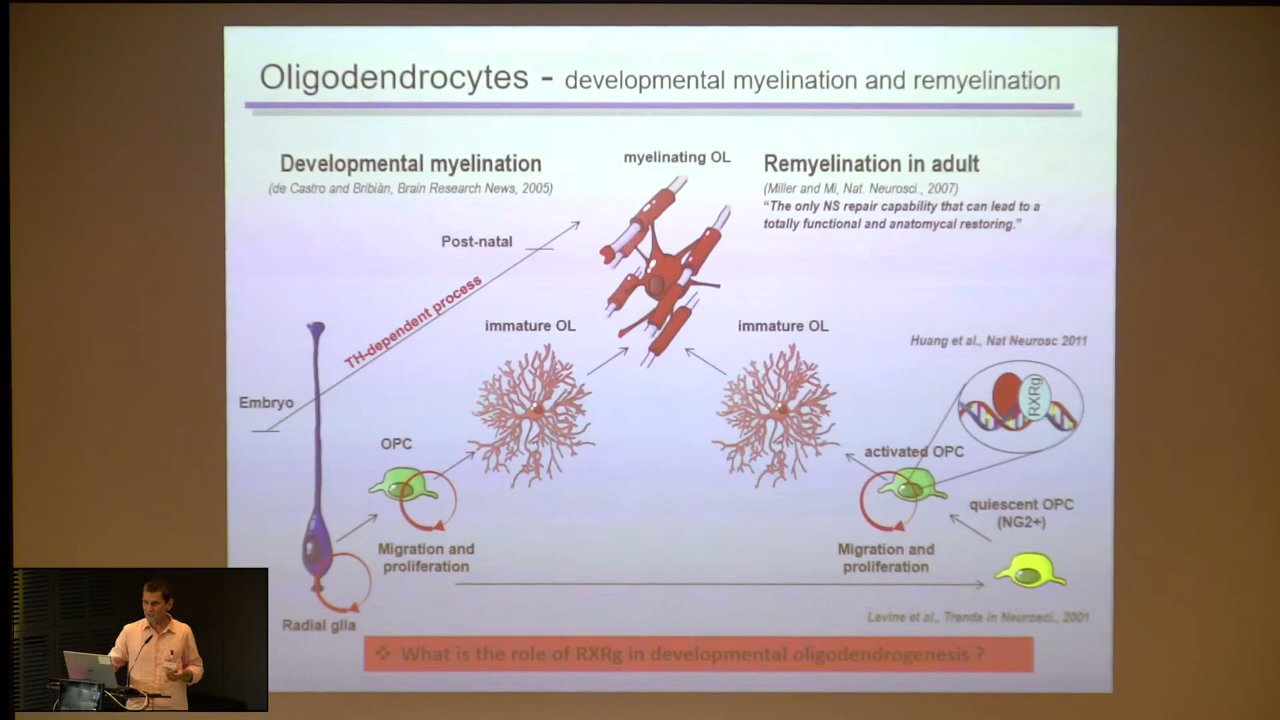 Oligodendrocytes - developmental myelination and remyelination
Developmental myelination
(de Castro and Bribiàn, Brain Research News, 2005)
myelinating OL
Remyelination in adult
(Miller and Mi, Nat. Neurosci., 2007)
"The only NS repair capability that can lead to a
totally functional and anatomycal restoring."
Post-natal
TH-dependent process
Embryo
immature OL
immature OL
Huang et al., Nat Neurosc 2011
RXRg
OPC
activated OPC
quiescent OPC
(NG2+)
Migration and
proliferation
Migration and
proliferation
Radial glia
Levine et al., Trends in Neurosci., 2001
❖ What is the role of RXRg in developmental oligodendrogenesis ?